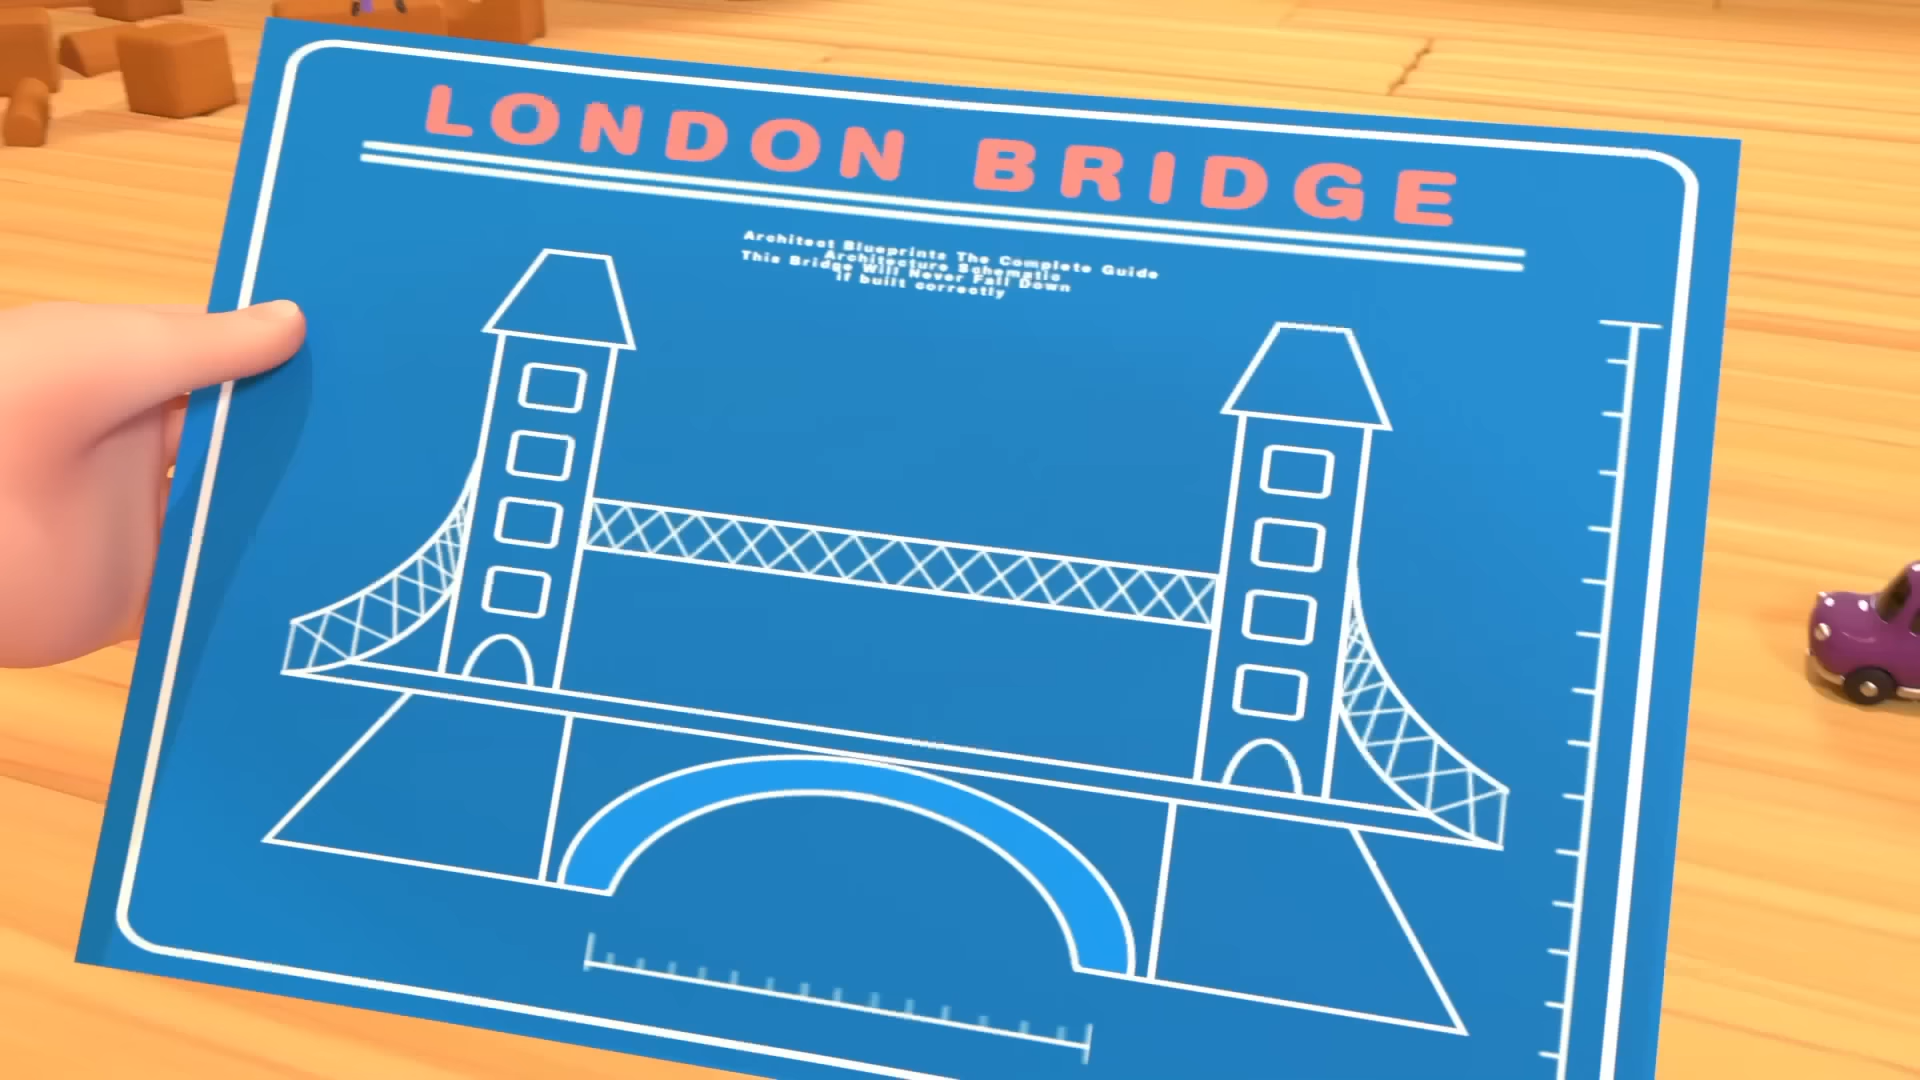 LONDON BRIDGE
Architect Blueprints The Complete Guide
Architecture Schematic
This Bridge Will Never Fall Down
if built correctly